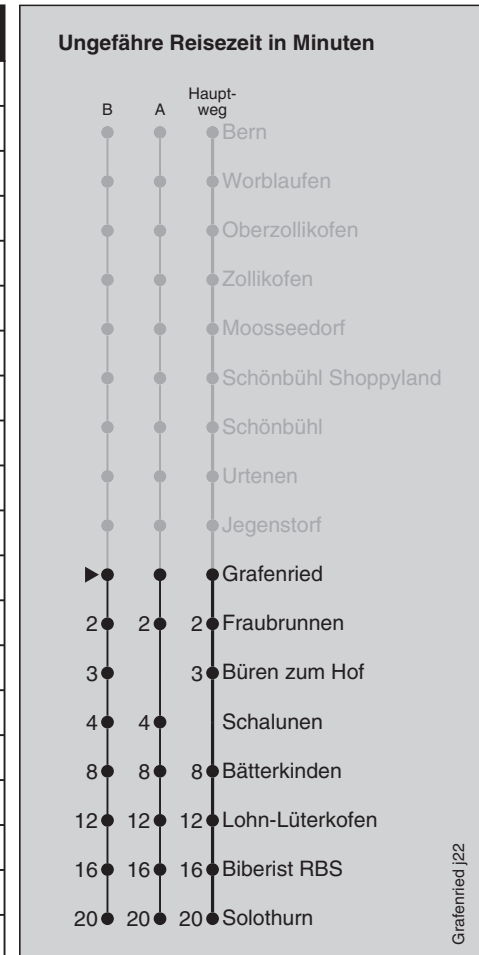 Ungefähre Reisezeit in Minuten
B A Haupt-
weg
Bern
Worblaufen
Oberzollikofen
Zollikofen
Moosseedorf
Schönbühl Shoppyland
Schönbühl
Urtenen
Jegenstorf
Grafenried
2 2 2 Fraubrunnen
3 3 Büren zum Hof
4 4 Schalunen
8 8 8 Bätterkinden
12 12 12 Lohn-Lüterkofen
16 16 16 Biberist RBS
20 20 20 Solothurn
Grafenried j22